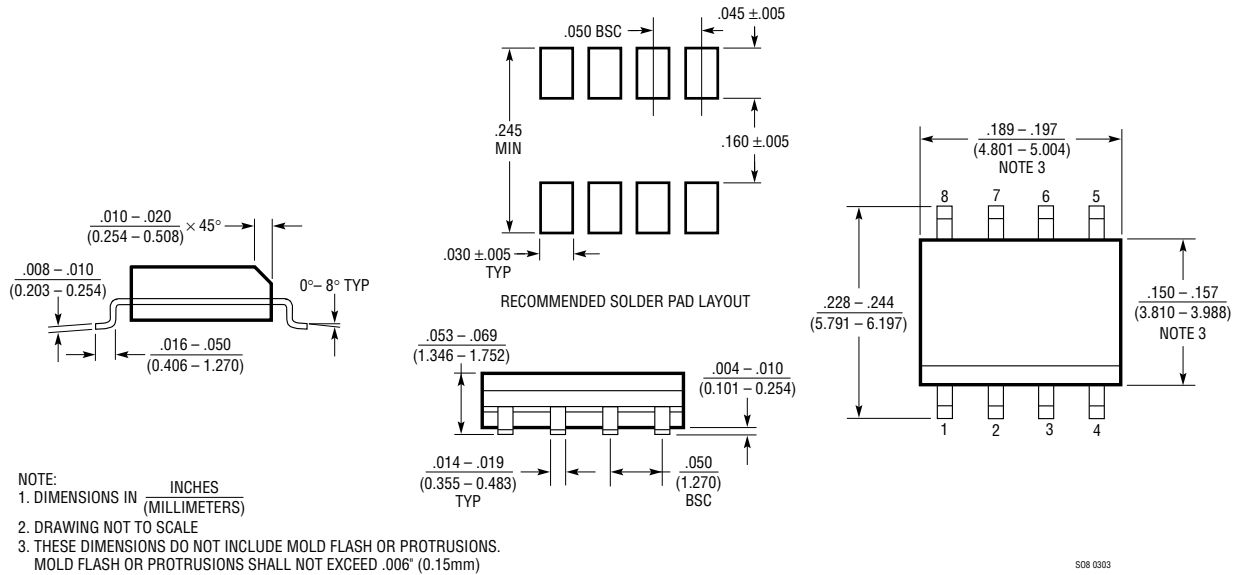 .050 BSC
.045 ±.005
.245
MIN
.160 ±.005
.030 ±.005
TYP
RECOMMENDED SOLDER PAD LAYOUT
.010 – .020
(0.254 – 0.508)
× 45°
.008 – .010
(0.203 – 0.254)
0°– 8° TYP
.016 – .050
(0.406 – 1.270)
.053 – .069
(1.346 – 1.752)
.004 – .010
(0.101 – 0.254)
.014 – .019
(0.355 – 0.483)
TYP
.050
(1.270)
BSC
.189 – .197
(4.801 – 5.004)
NOTE 3
8 7 6 5
.228 – .244
(5.791 – 6.197)
.150 – .157
(3.810 – 3.988)
NOTE 3
1 2 3 4
NOTE:
1. DIMENSIONS IN INCHES
(MILLIMETERS)
2. DRAWING NOT TO SCALE
3. THESE DIMENSIONS DO NOT INCLUDE MOLD FLASH OR PROTRUSIONS.
MOLD FLASH OR PROTRUSIONS SHALL NOT EXCEED .006" (0.15mm)
SO8 0303